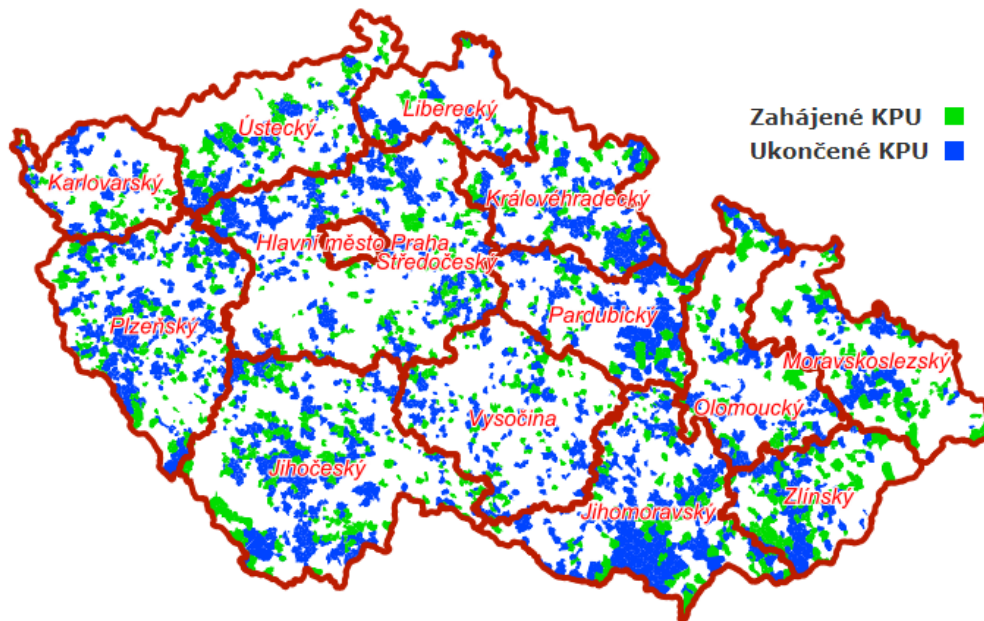 Zahájené KPU
Ukončené KPU
Liberecký
Ústecký
Karlovarský
Královéhradecký
Hlavní město Praha
Středočeský
Plzeňský
Pardubický
Moravskoslezský
Olomoucký
Vysočina
Jihočeský
Zlínský
Jihomoravský